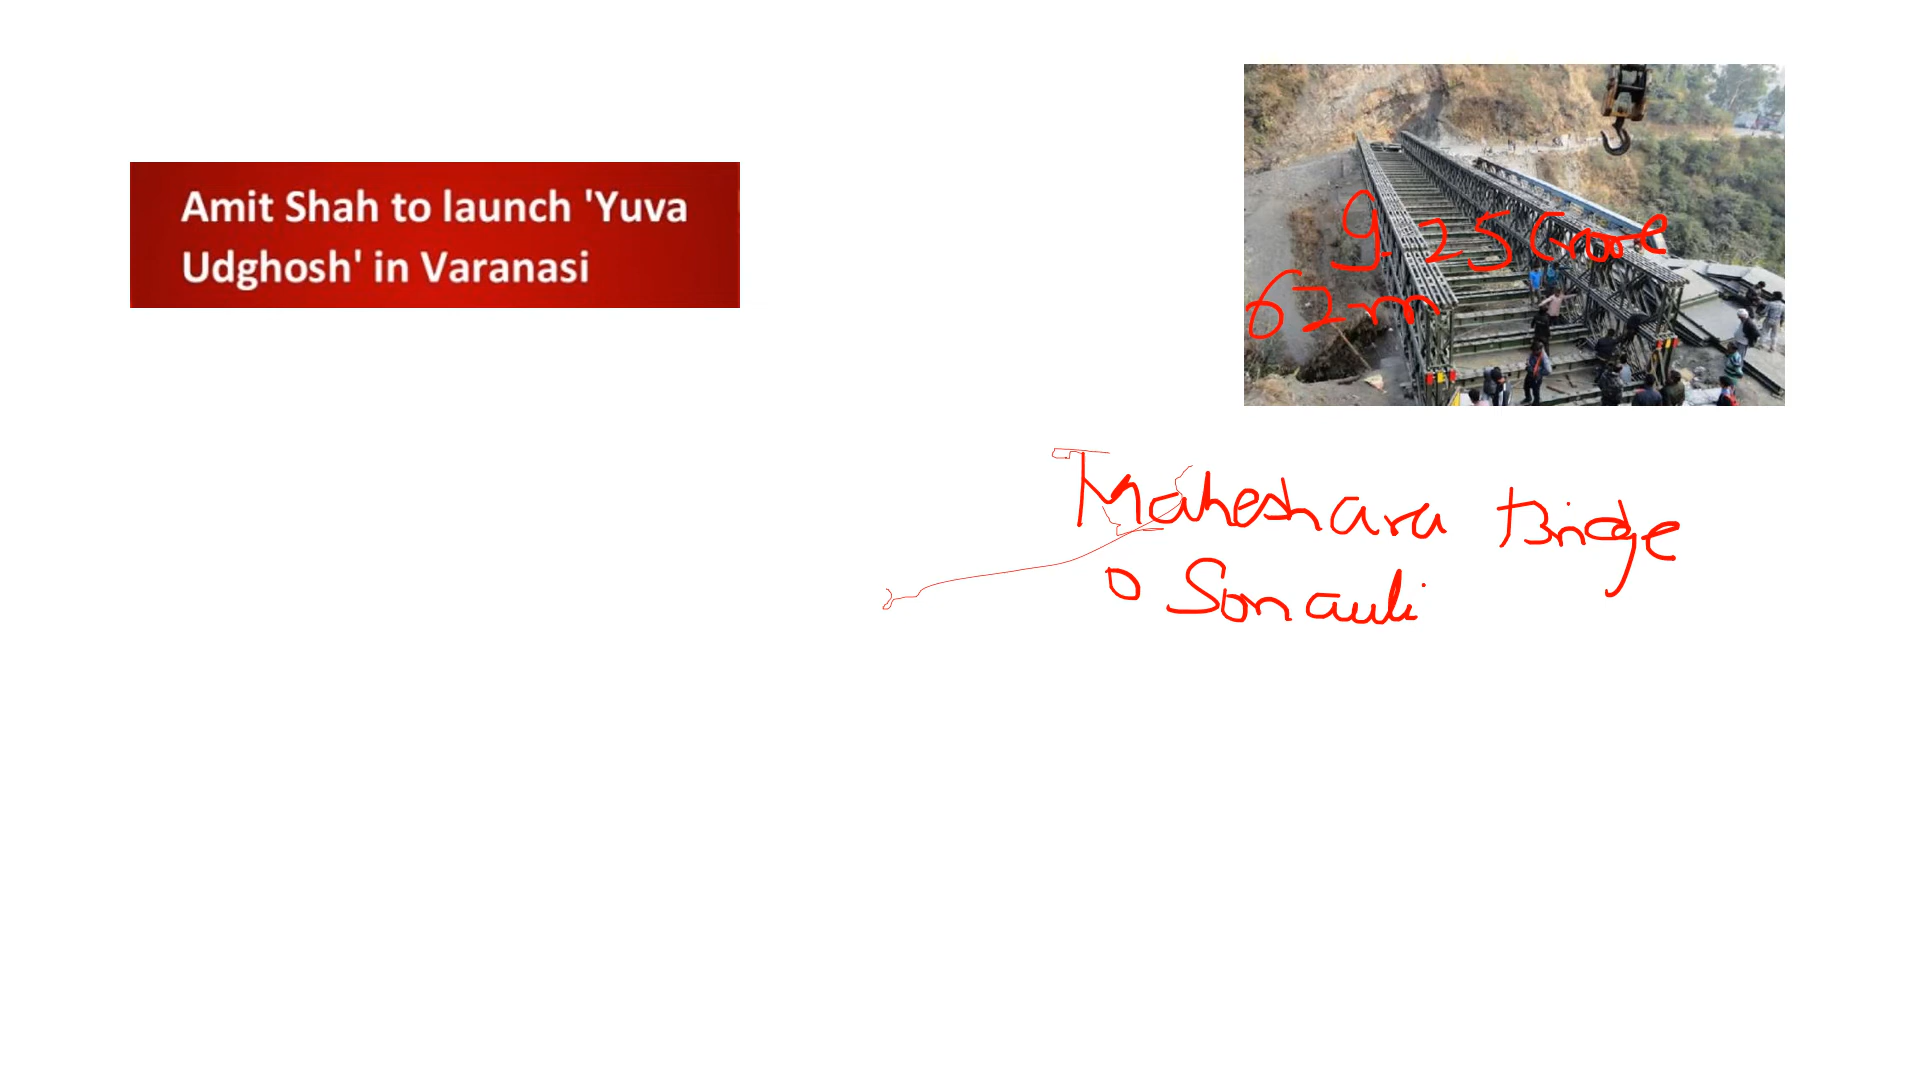 Amit Shah to launch 'Yuva
Udghosh' in Varanasi
9.25 Crore
62m
Maheshara Bridge
Sonauli